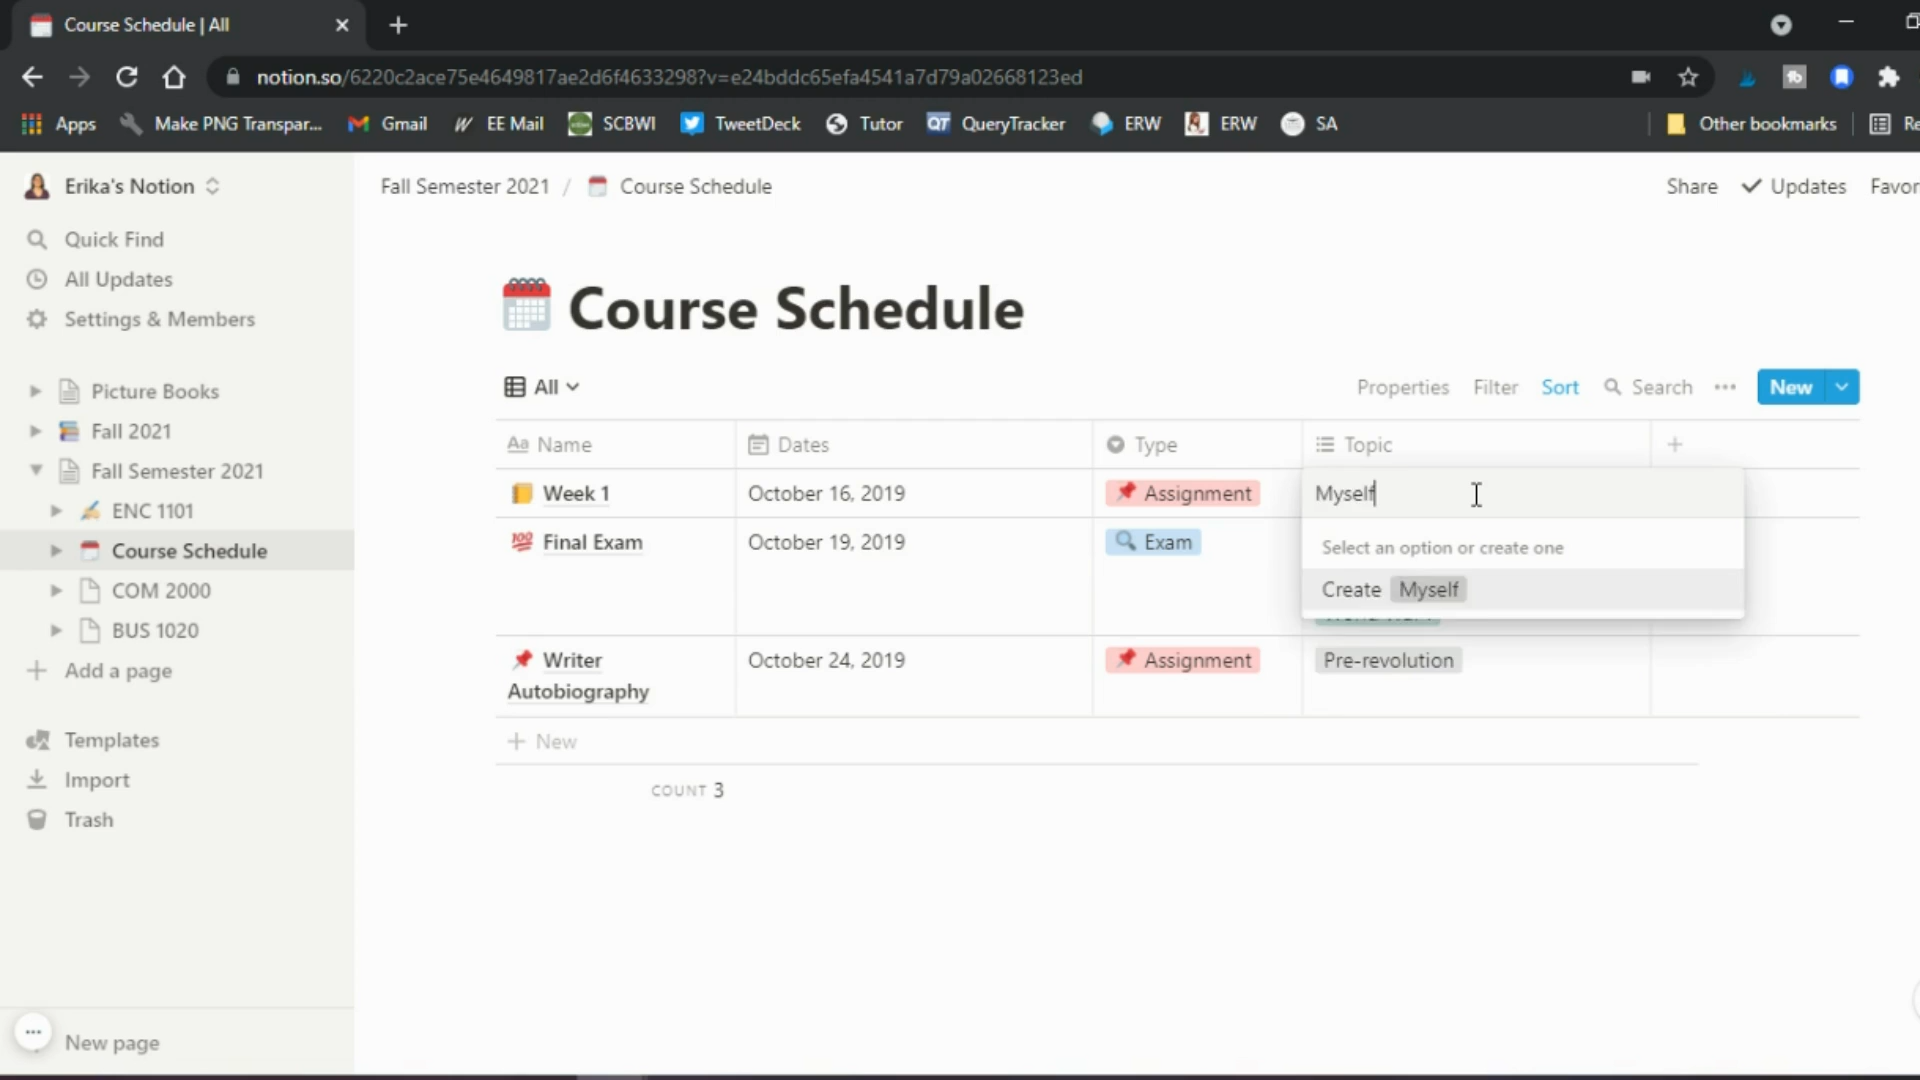 Course Schedule | All
notion.so/6220c2ace75e4649817ae2d6f4633298?v=e24bddc65efa4541a7d79a02668123ed
Apps Make PNG Transpar... Gmail EE Mail SCBWI TweetDeck Tutor QT QueryTracker ERW ERW SA Other bookmarks
Erika's Notion
Quick Find
All Updates
Settings & Members
Picture Books
Fall 2021
Fall Semester 2021
ENC 1101
Course Schedule
COM 2000
BUS 1020
Add a page
Templates
Import
Trash
New page
Fall Semester 2021 / Course Schedule
Share Updates
Course Schedule
All
Properties Filter Sort Search New
Aa Name Dates Type Topic
Week 1 October 16, 2019 Assignment Myself
Select an option or create one
Create Myself
100 Final Exam October 19, 2019 Exam
Writer October 24, 2019 Assignment Pre-revolution
Autobiography
New
COUNT 3